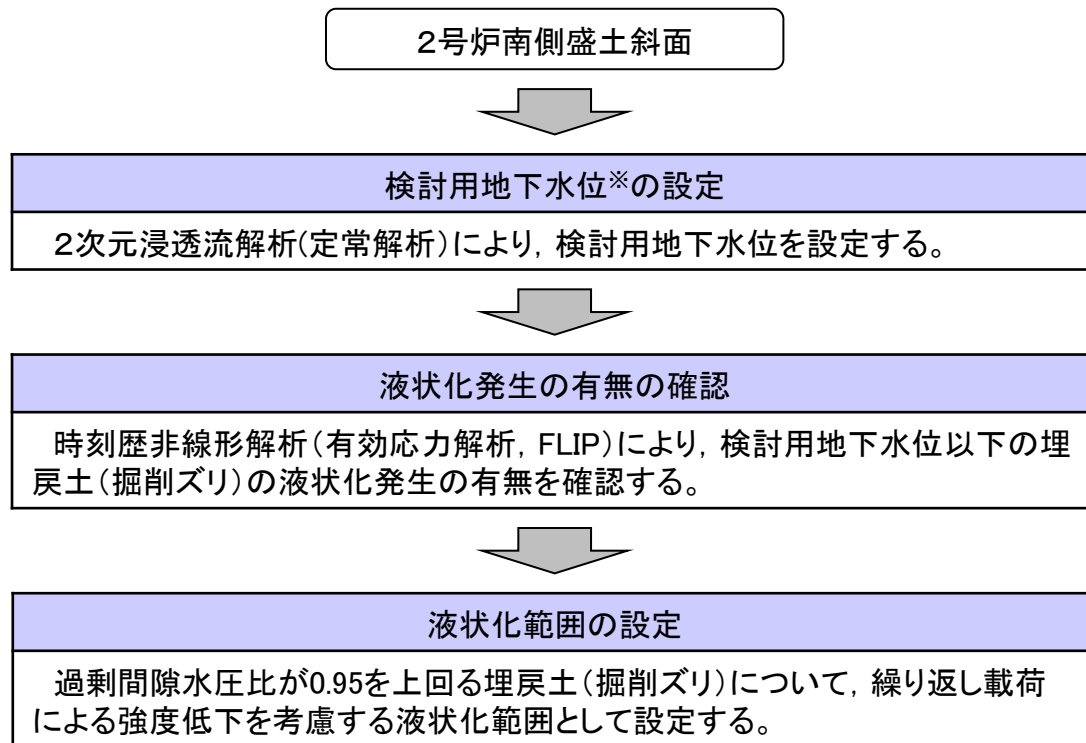 ２号炉南側盛土斜面
検討用地下水位※の設定
２次元浸透流解析(定常解析)により，検討用地下水位を設定する。
液状化発生の有無の確認
時刻歴非線形解析（有効応力解析，FLIP）により，検討用地下水位以下の埋
戻土（掘削ズリ）の液状化発生の有無を確認する。
液状化範囲の設定
過剰間隙水圧比が0.95を上回る埋戻土（掘削ズリ）について，繰り返し載荷
による強度低下を考慮する液状化範囲として設定する。